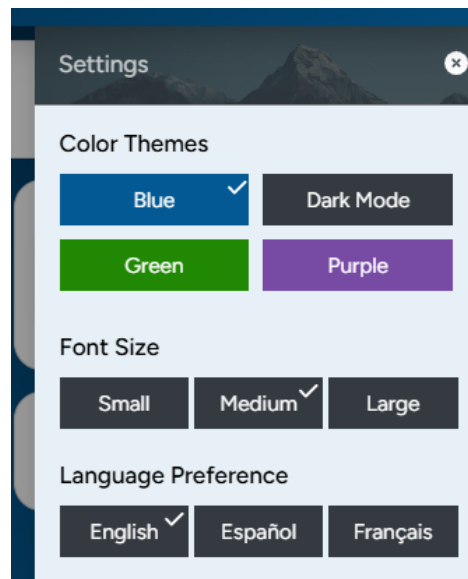 Settings
Color Themes
Blue
Dark Mode
Green
Purple
Font Size
Small
Medium
Large
Language Preference
English
Español
Français